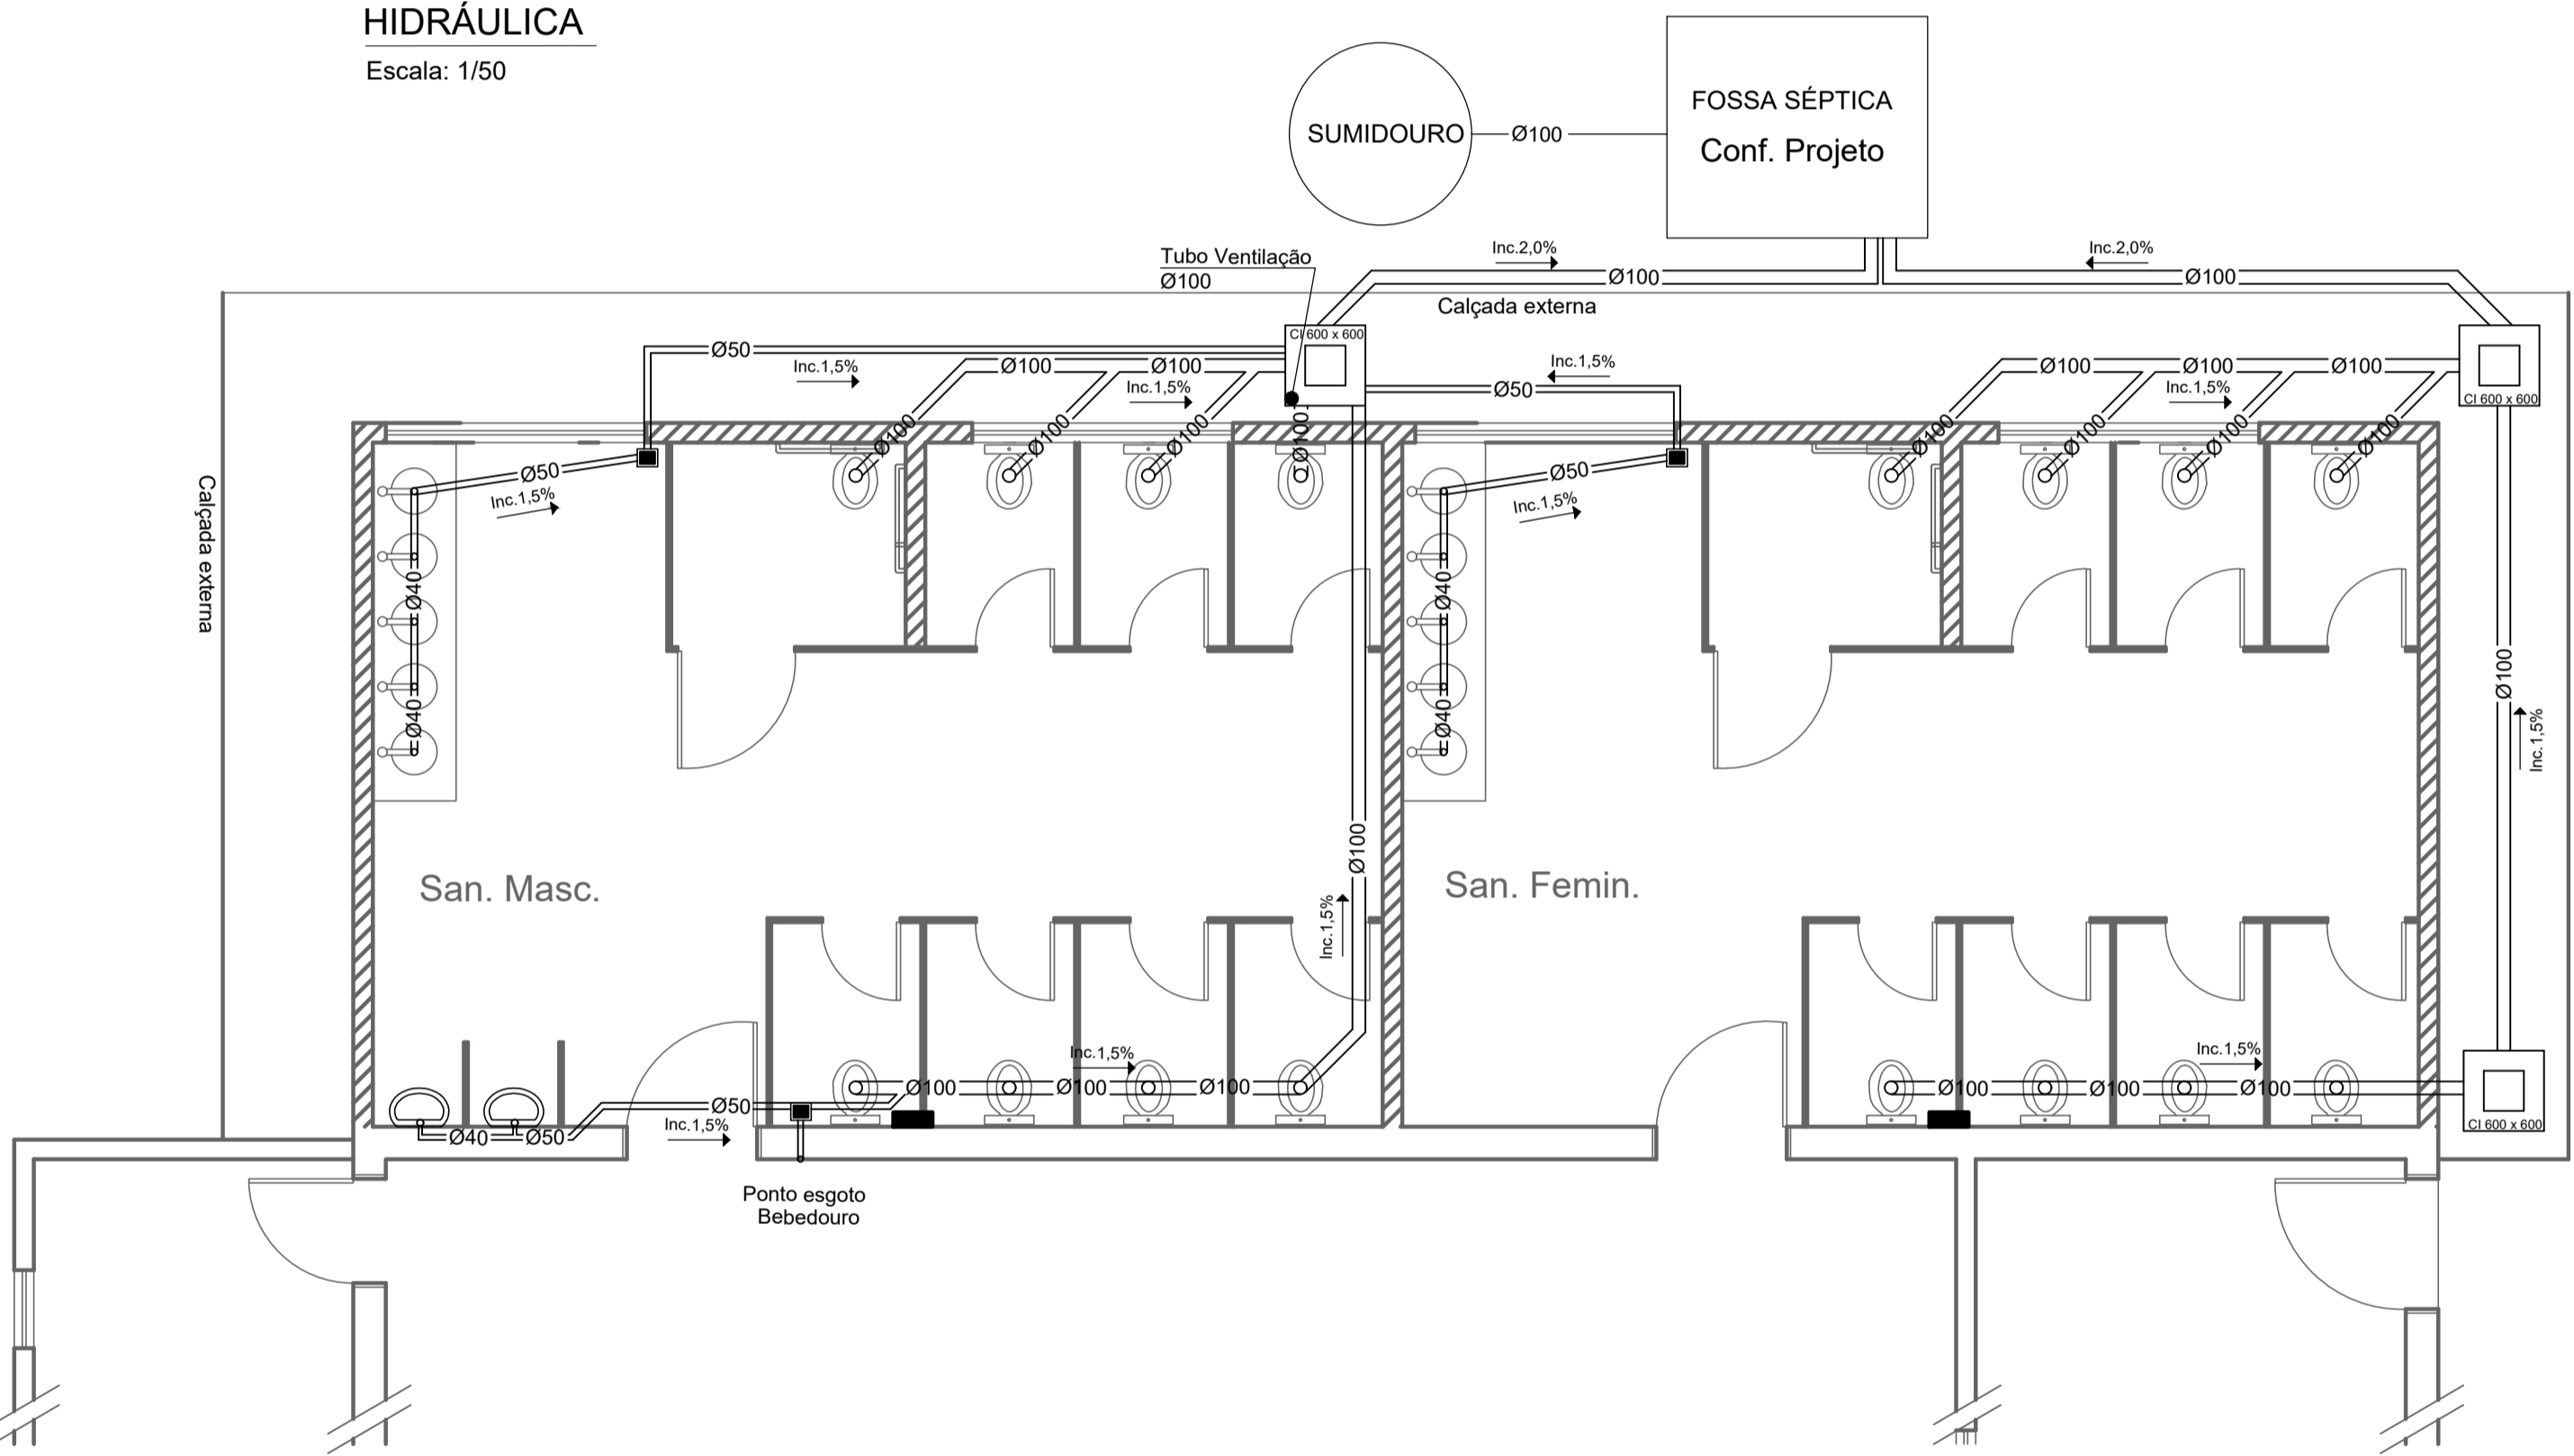 HIDRÁULICA
Escala: 1/50
SUMIDOURO
Ø100
FOSSA SÉPTICA
Conf. Projeto
Tubo Ventilação
Ø100
Inc.2,0%
Inc.2,0%
Ø100
Ø100
Calçada externa
CI 600 x 600
Ø50
Inc.1,5%
Ø100
Ø100
Inc.1,5%
Inc.1,5%
Ø50
Ø100
Ø100
Ø100
Inc.1,5%
CI 600 x 600
Ø100
Ø100
Ø100
Ø100
Ø100
Ø100
Ø100
Ø100
Ø50
Inc.1,5%
Ø50
Inc.1,5%
Calçada externa
Ø40
Ø40
Ø40
Ø40
Ø100
Inc.1,5%
Ø100
Inc.1,5%
San. Masc.
San. Femin.
Inc.1,5%
Ø100
Ø100
Ø100
Inc.1,5%
Ø100
Ø100
Ø100
Ø50
Inc.1,5%
Ø40
Ø50
CI 600 x 600
Ponto esgoto
Bebedouro